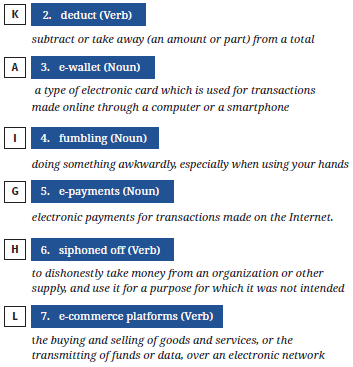 K 2. deduct (Verb)
subtract or take away (an amount or part) from a total
A 3. e-wallet (Noun)
a type of electronic card which is used for transactions
made online through a computer or a smartphone
I 4. fumbling (Noun)
doing something awkwardly, especially when using your hands
G 5. e-payments (Noun)
electronic payments for transactions made on the Internet.
H 6. siphoned off (Verb)
to dishonestly take money from an organization or other
supply, and use it for a purpose for which it was not intended
L 7. e-commerce platforms (Verb)
the buying and selling of goods and services, or the
transmitting of funds or data, over an electronic network